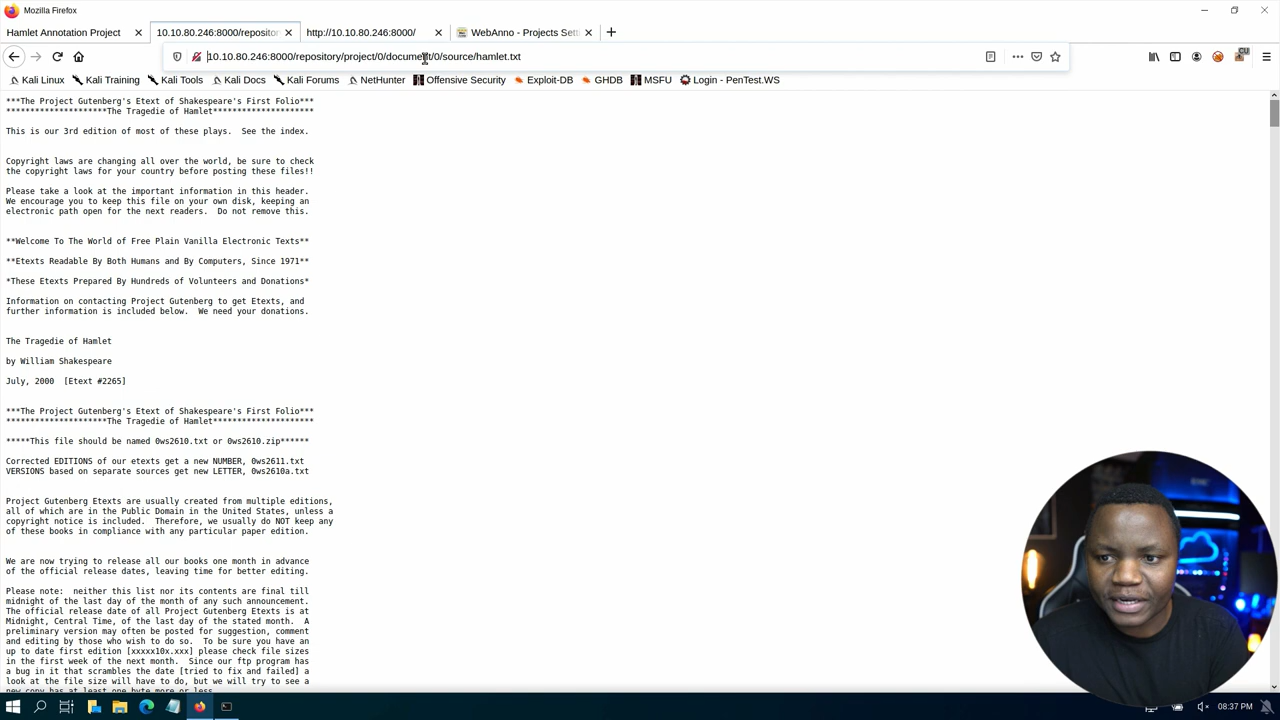 Mozilla Firefox
Hamlet Annotation Project
10.10.80.246:8000/repositor
http://10.10.80.246:8000/
WebAnno - Projects Sett
10.10.80.246:8000/repository/project/0/document/0/source/hamlet.txt
Kali Linux
Kali Training
Kali Tools
Kali Docs
Kali Forums
NetHunter
Offensive Security
Exploit-DB
GHDB
MSFU
Login - PenTest.WS
***The Project Gutenberg's Etext of Shakespeare's First Folio***
*********************The Tragedie of Hamlet*********************
This is our 3rd edition of most of these plays.  See the index.
Copyright laws are changing all over the world, be sure to check
the copyright laws for your country before posting these files!!
Please take a look at the important information in this header.
We encourage you to keep this file on your own disk, keeping an
electronic path open for the next readers.  Do not remove this.
**Welcome To The World of Free Plain Vanilla Electronic Texts**
**Etexts Readable By Both Humans and By Computers, Since 1971**
*These Etexts Prepared By Hundreds of Volunteers and Donations*
Information on contacting Project Gutenberg to get Etexts, and
further information is included below.  We need your donations.
The Tragedie of Hamlet
by William Shakespeare
July, 2000  [Etext #2265]
***The Project Gutenberg's Etext of Shakespeare's First Folio***
*********************The Tragedie of Hamlet*********************
*****This file should be named 0ws2610.txt or 0ws2610.zip******
Corrected EDITIONS of our etexts get a new NUMBER, 0ws2611.txt
VERSIONS based on separate sources get new LETTER, 0ws2610a.txt
Project Gutenberg Etexts are usually created from multiple editions,
all of which are in the Public Domain in the United States, unless a
copyright notice is included.  Therefore, we usually do NOT keep any
of these books in compliance with any particular paper edition.
We are now trying to release all our books one month in advance
of the official release dates, leaving time for better editing.
Please note:  neither this list nor its contents are final till
midnight of the last day of the month of any such announcement.
The official release date of all Project Gutenberg Etexts is at
Midnight, Central Time, of the last day of the stated month.  A
preliminary version may often be posted for suggestion, comment
and editing by those who wish to do so.  To be sure you have an
up to date first edition [xxxxx10x.xxx] please check file sizes
in the first week of the next month.  Since our ftp program has
a bug in it that scrambles the date [tried to fix and failed] a
look at the file size will have to do, but we will try to see a
new copy has at least one byte more or less.
08:37 PM